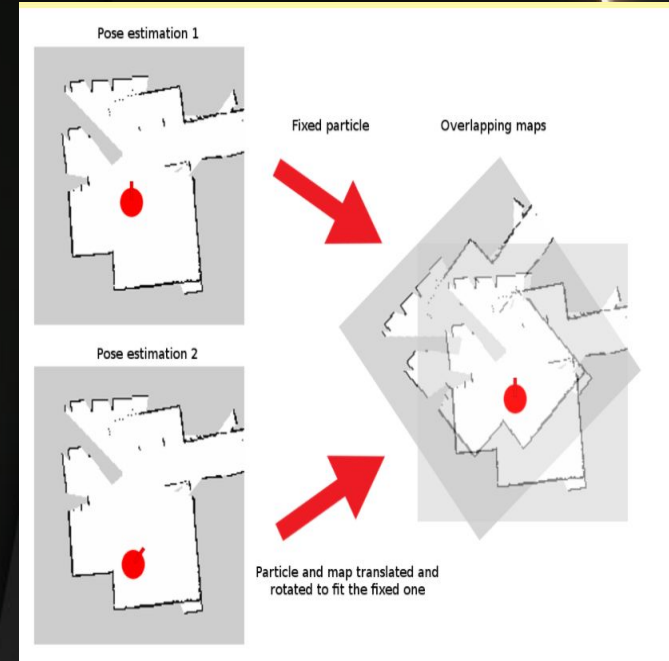 Pose estimation 1
Fixed particle
Overlapping maps
Pose estimation 2
Particle and map translated and
rotated to fit the fixed one